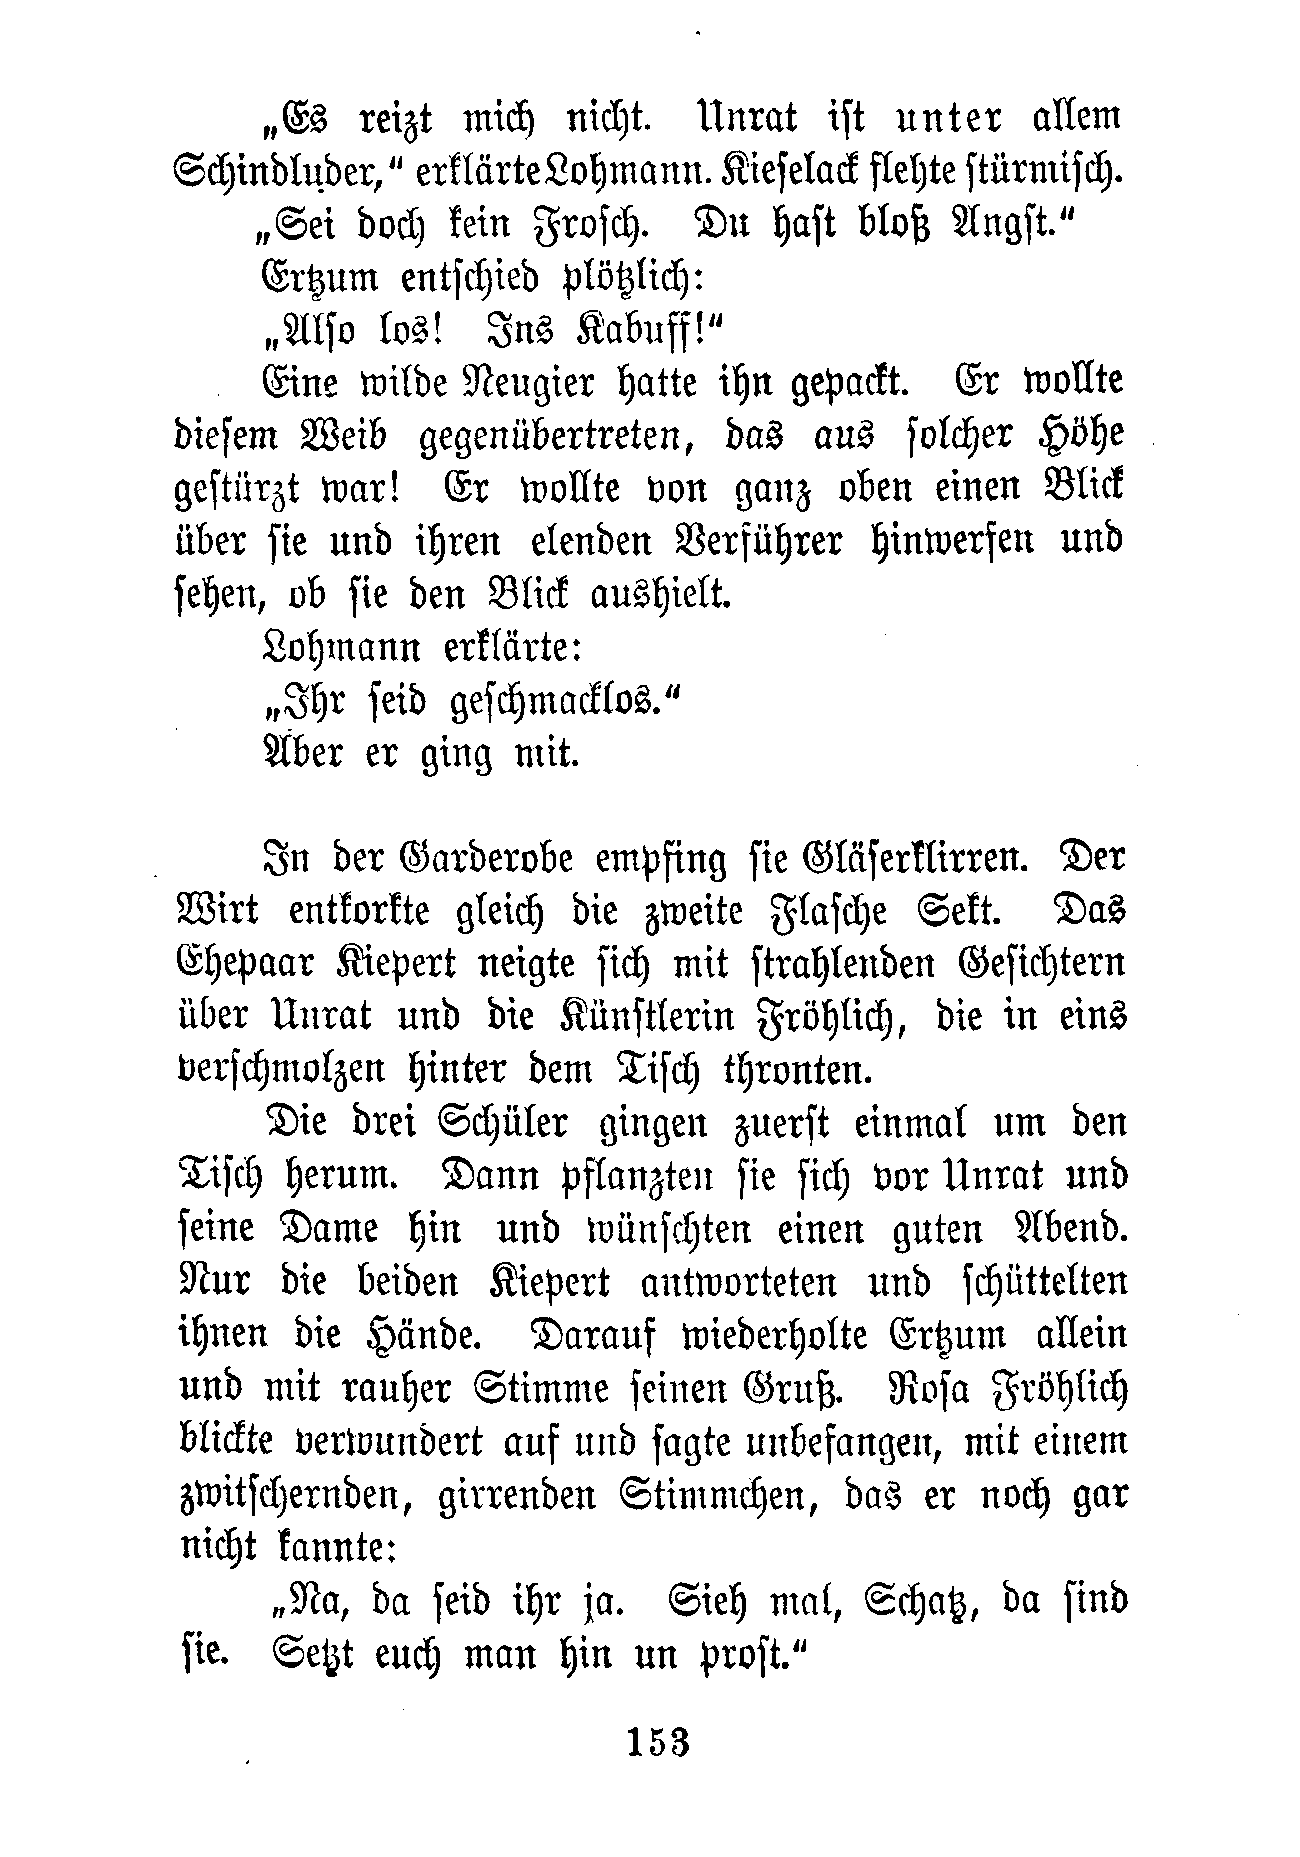 „Es reizt mich nicht. Unrat ist unter allem
Schindluder,“ erklärte Lohmann. Kieselack flehte stürmisch.
„Sei doch kein Frosch. Du hast bloß Angst.“
Ertzum entschied plötzlich:
„Also los! Ins Kabuff!“
Eine wilde Neugier hatte ihn gepackt. Er wollte
diesem Weib gegenübertreten, das aus solcher Höhe
gestürzt war! Er wollte von ganz oben einen Blick
über sie und ihren elenden Verführer hinwerfen und
sehen, ob sie den Blick aushielt.
Lohmann erklärte:
„Ihr seid geschmacklos.“
Aber er ging mit.
In der Garderobe empfing sie Gläserklirren. Der
Wirt entkorkte gleich die zweite Flasche Sekt. Das
Ehepaar Kiepert neigte sich mit strahlenden Gesichtern
über Unrat und die Künstlerin Fröhlich, die in eins
verschmolzen hinter dem Tisch thronten.
Die drei Schüler gingen zuerst einmal um den
Tisch herum. Dann pflanzten sie sich vor Unrat und
seine Dame hin und wünschten einen guten Abend.
Nur die beiden Kiepert antworteten und schüttelten
ihnen die Hände. Darauf wiederholte Ertzum allein
und mit rauher Stimme seinen Gruß. Rosa Fröhlich
blickte verwundert auf und sagte unbefangen, mit einem
zwitschernden, girrenden Stimmchen, das er noch gar
nicht kannte:
„Na, da seid ihr ja. Sieh mal, Schatz, da sind
sie. Setzt euch man hin un prost.“
153